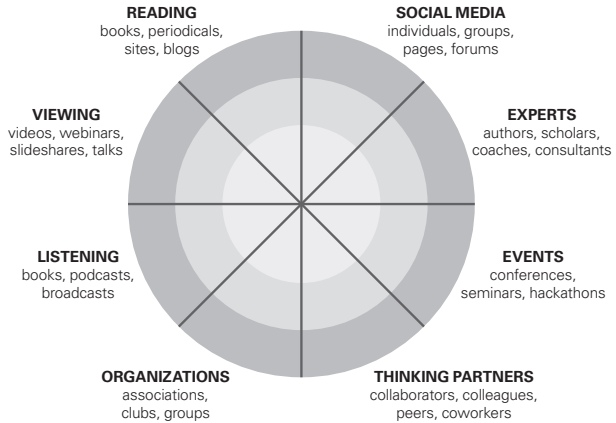 READING
books, periodicals,
sites, blogs
SOCIAL MEDIA
individuals, groups,
pages, forums
VIEWING
videos, webinars,
slideshares, talks
EXPERTS
authors, scholars,
coaches, consultants
LISTENING
books, podcasts,
broadcasts
EVENTS
conferences,
seminars, hackathons
ORGANIZATIONS
associations,
clubs, groups
THINKING PARTNERS
collaborators, colleagues,
peers, coworkers